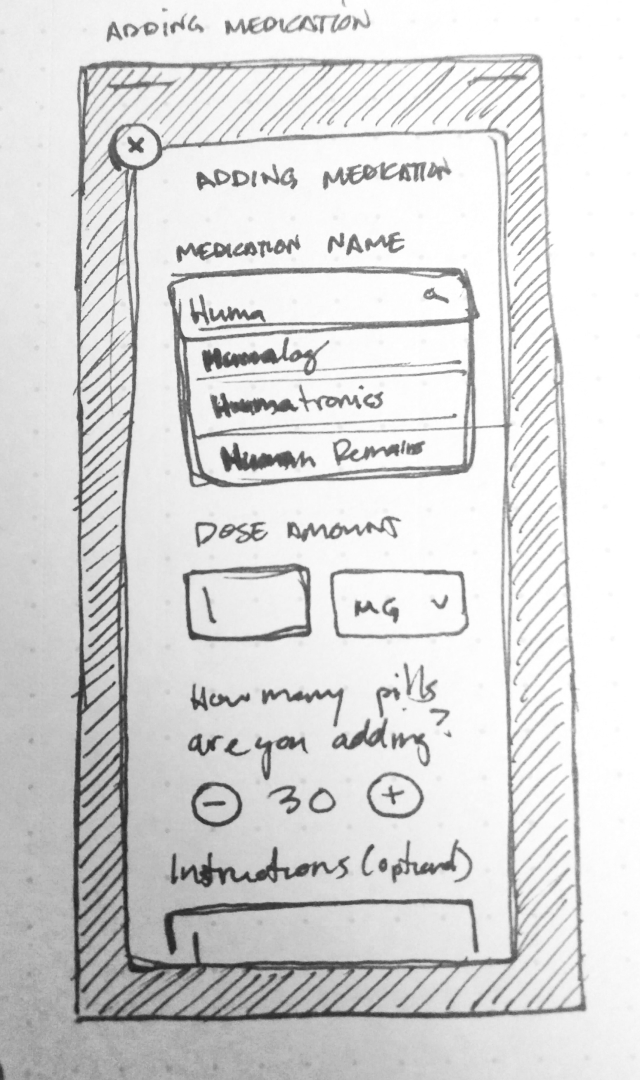 ADDING MEDICATION
X
ADDING MEDICATION
MEDICATION NAME
Huma
Humalog
Humatronics
Human Remains
DOSE AMOUNT
MG
How many pills
are you adding?
- 30 +
Instructions (optional)